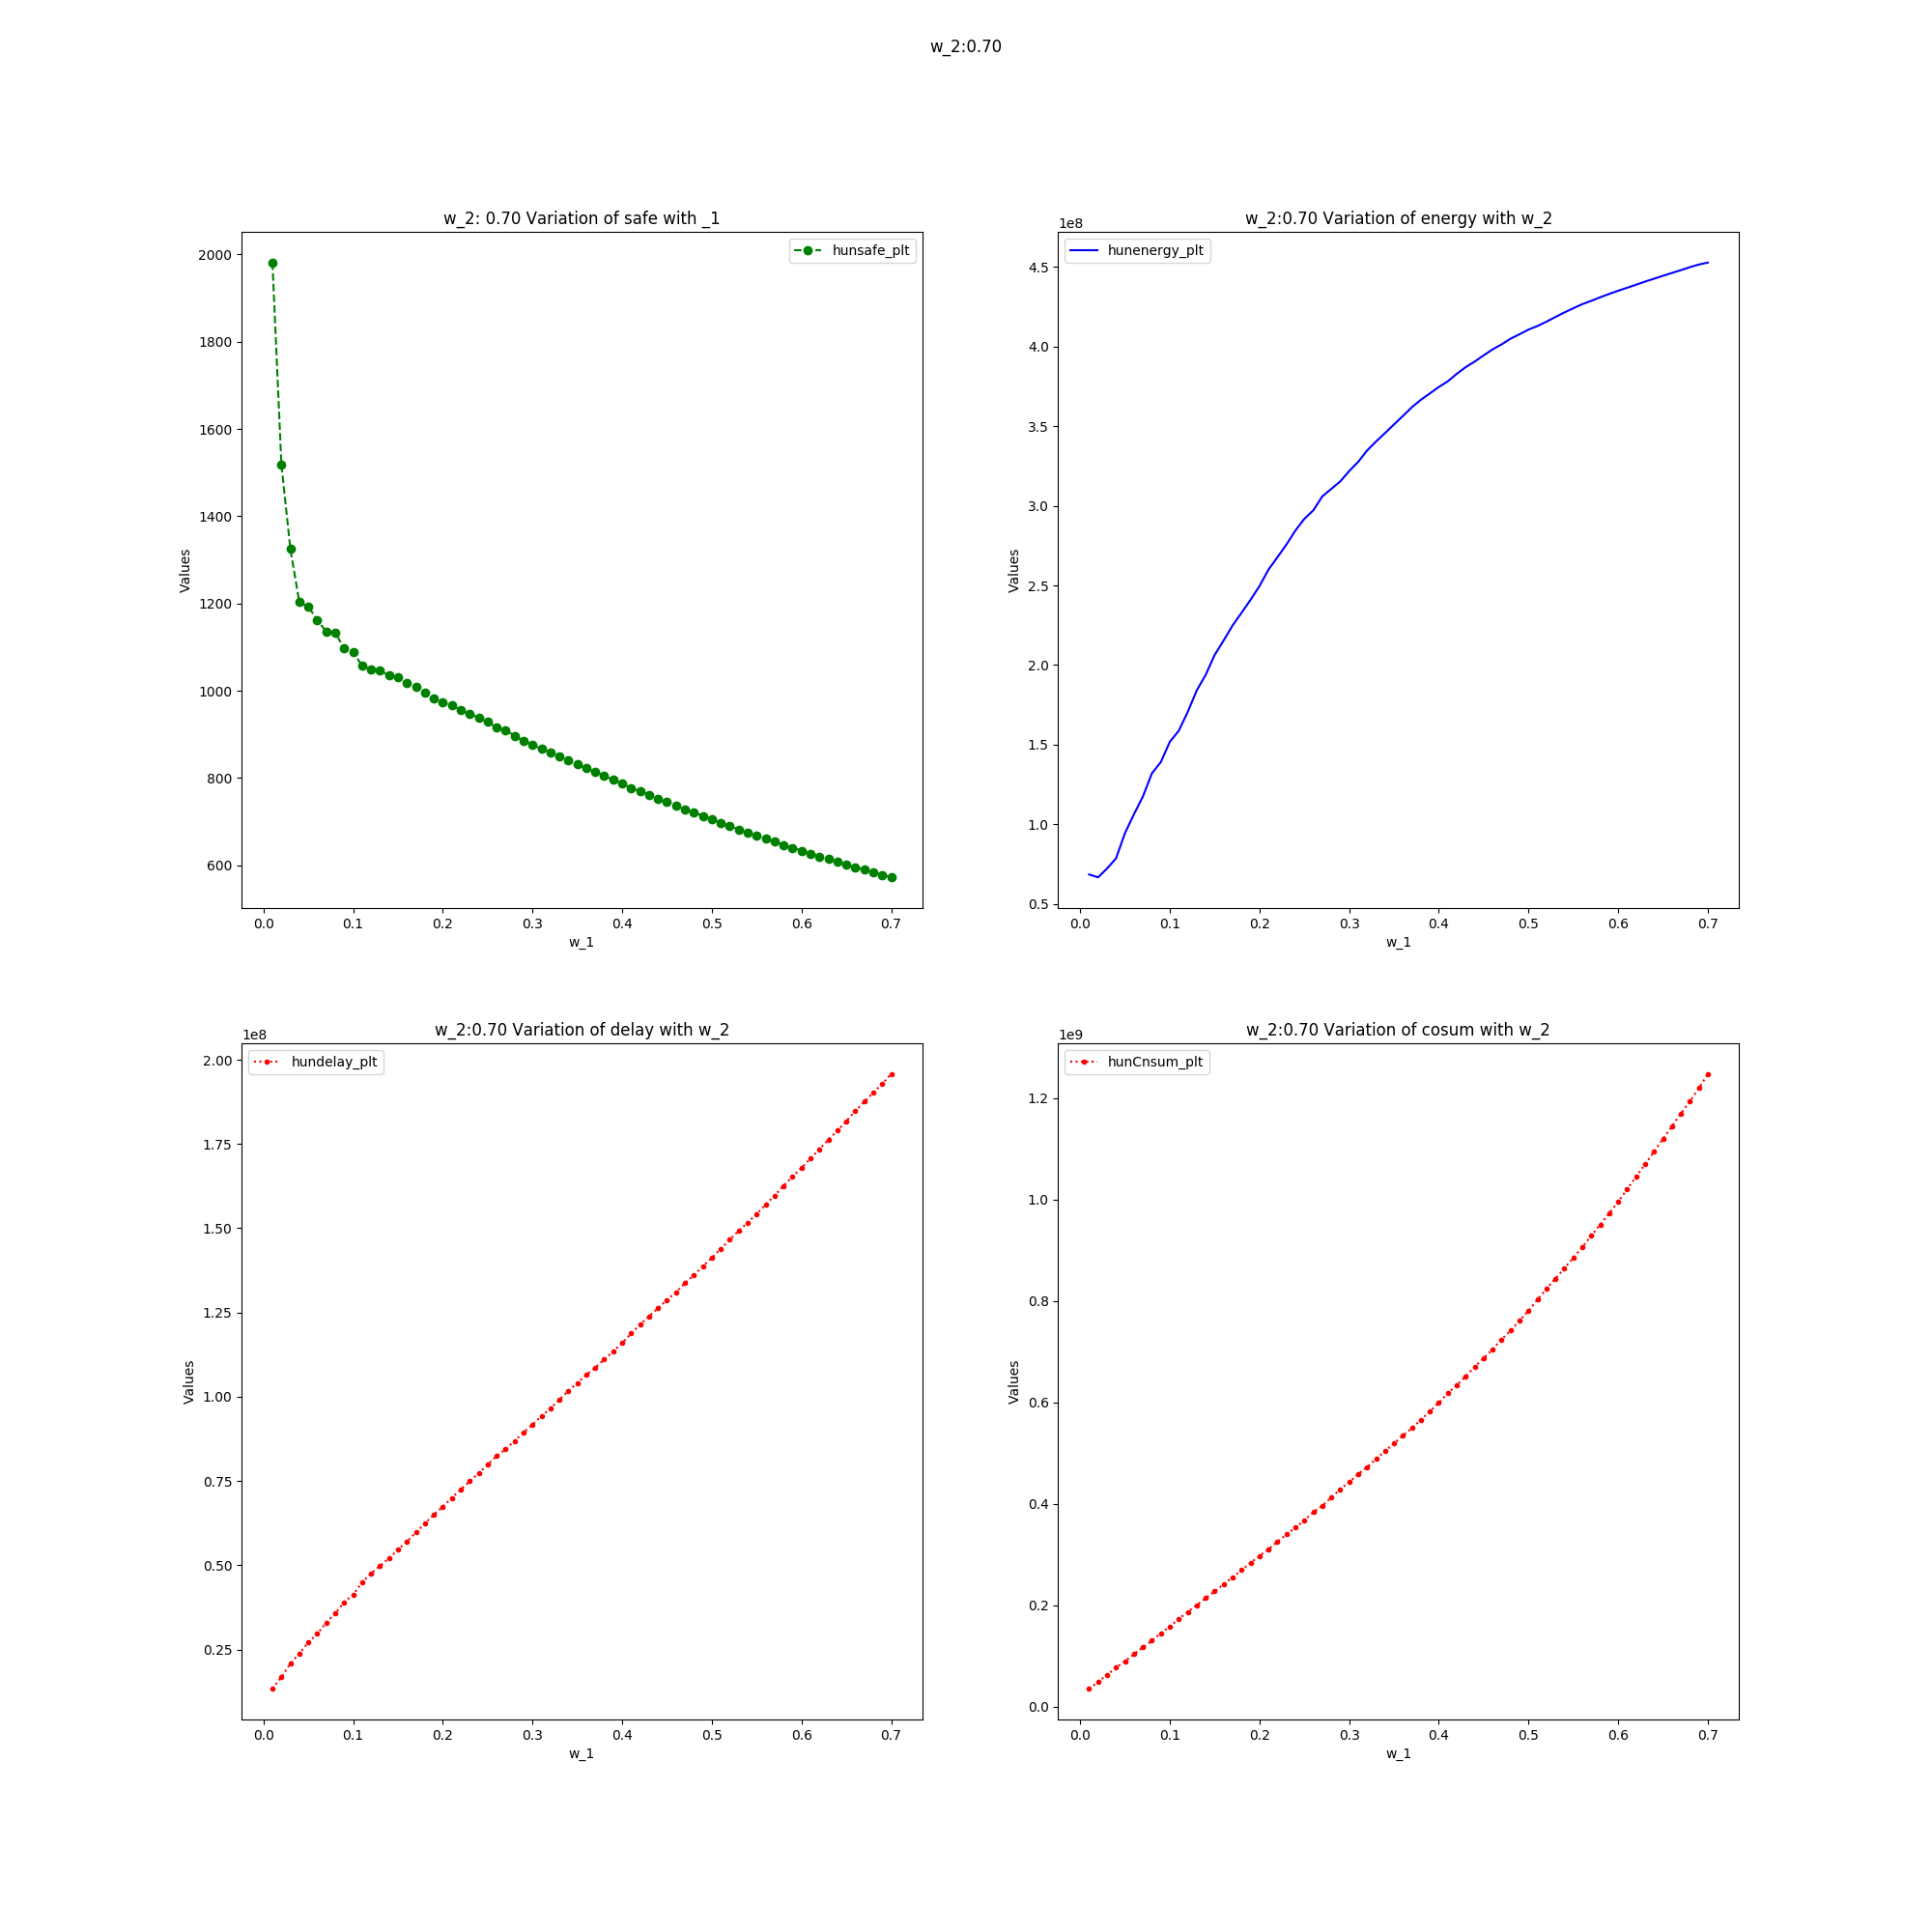 w_2:0.70
w_2: 0.70 Variation of safe with _1
hunsafe_plt
2000
1800
1600
1400
1200
1000
800
600
Values
0.0 0.1 0.2 0.3 0.4 0.5 0.6 0.7
w_1
w_2:0.70 Variation of energy with w_2
1e8
hunenergy_plt
4.5
4.0
3.5
3.0
2.5
2.0
1.5
1.0
0.5
Values
0.0 0.1 0.2 0.3 0.4 0.5 0.6 0.7
w_1
w_2:0.70 Variation of delay with w_2
1e8
hundelay_plt
2.00
1.75
1.50
1.25
1.00
0.75
0.50
0.25
Values
0.0 0.1 0.2 0.3 0.4 0.5 0.6 0.7
w_1
w_2:0.70 Variation of cosum with w_2
1e9
hunCnsum_plt
1.2
1.0
0.8
0.6
0.4
0.2
0.0
Values
0.0 0.1 0.2 0.3 0.4 0.5 0.6 0.7
w_1